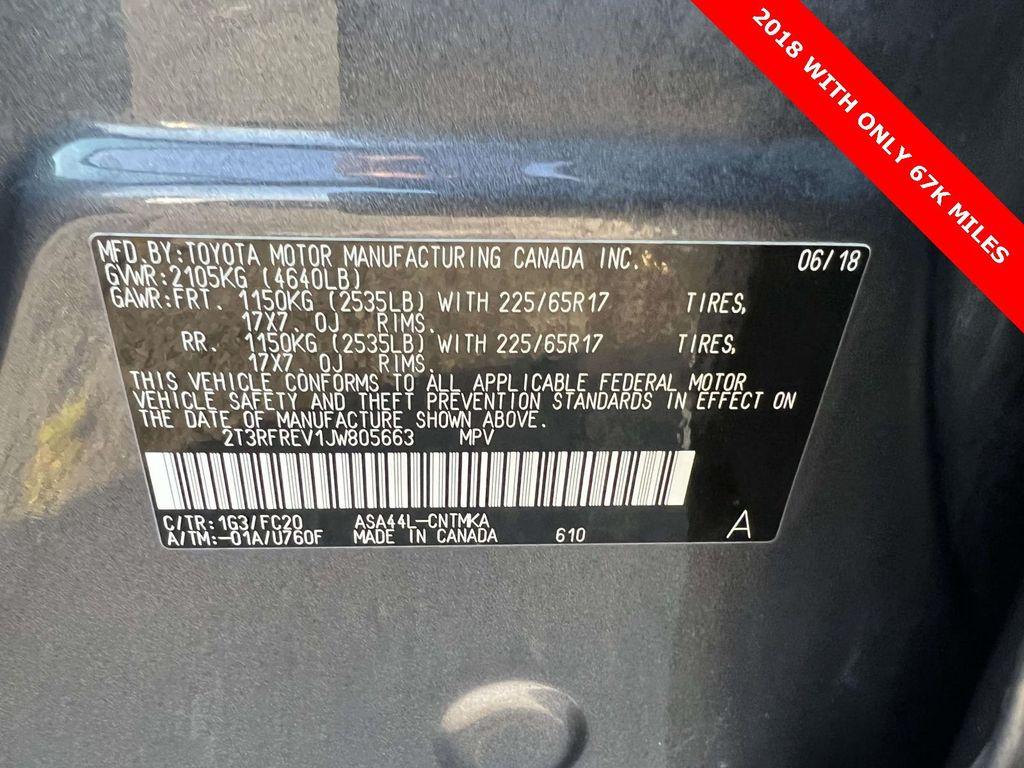 2018 WITH ONLY 67K MILES
MFD.BY:TOYOTA MOTOR MANUFACTURING CANADA INC. 06/18
GVWR:2105KG (4640LB)
GAWR:FRT. 1150KG (2535LB) WITH 225/65R17 TIRES,
17X7.0J RIMS.
RR. 1150KG (2535LB) WITH 225/65R17 TIRES,
17X7.0J RIMS.
THIS VEHICLE CONFORMS TO ALL APPLICABLE FEDERAL MOTOR
VEHICLE SAFETY AND THEFT PREVENTION STANDARDS IN EFFECT ON
THE DATE OF MANUFACTURE SHOWN ABOVE.
2T3RFREV1JW805663 MPV
C/TR:1G3/FC20 ASA44L-CNTMKA
A/TM:-01A/U760F MADE IN CANADA 610 A